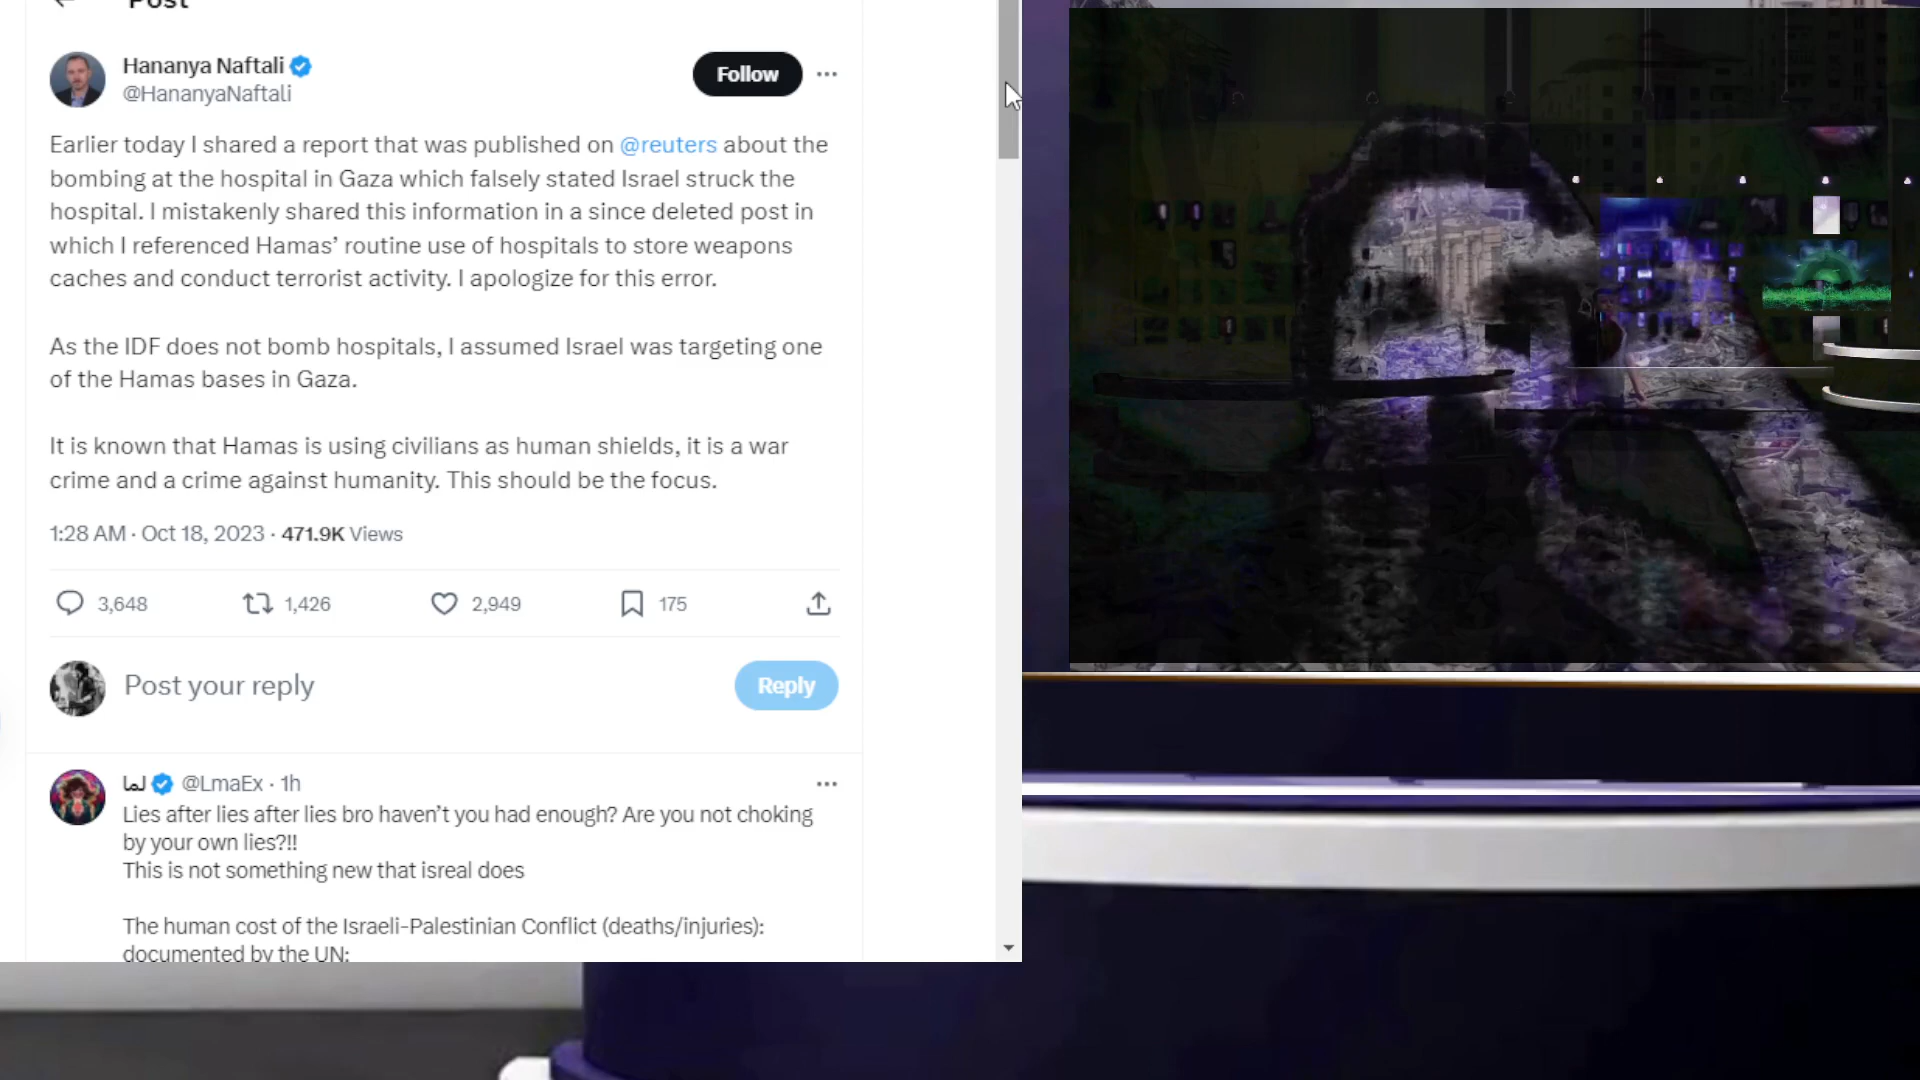 Post
Hananya Naftali
@HananyaNaftali
Follow
Earlier today I shared a report that was published on @reuters about the
bombing at the hospital in Gaza which falsely stated Israel struck the
hospital. I mistakenly shared this information in a since deleted post in
which I referenced Hamas’ routine use of hospitals to store weapons
caches and conduct terrorist activity. I apologize for this error.
As the IDF does not bomb hospitals, I assumed Israel was targeting one
of the Hamas bases in Gaza.
It is known that Hamas is using civilians as human shields, it is a war
crime and a crime against humanity. This should be the focus.
1:28 AM · Oct 18, 2023 · 471.9K Views
3,648 1,426 2,949 175
Post your reply
Reply
لما @LmaEx · 1h
Lies after lies after lies bro haven’t you had enough? Are you not choking
by your own lies?!!
This is not something new that isreal does
The human cost of the Israeli-Palestinian Conflict (deaths/injuries):
documented by the UN: